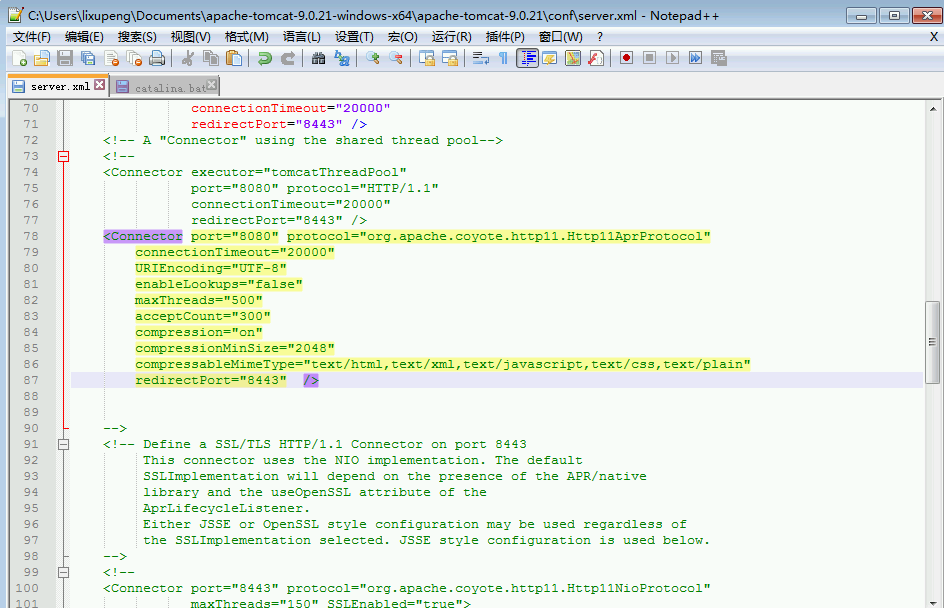 C:\Users\lixupeng\Documents\apache-tomcat-9.0.21-windows-x64\apache-tomcat-9.0.21\conf\server.xml - Notepad++
文件(F) 编辑(E) 搜索(S) 视图(V) 格式(M) 语言(L) 设置(T) 宏(O) 运行(R) 插件(P) 窗口(W) ? X
server.xml catalina.bat
70 connectionTimeout="20000"
71 redirectPort="8443" />
72 <!-- A "Connector" using the shared thread pool-->
73 <!--
74 <Connector executor="tomcatThreadPool"
75 port="8080" protocol="HTTP/1.1"
76 connectionTimeout="20000"
77 redirectPort="8443" />
78 <Connector port="8080" protocol="org.apache.coyote.http11.Http11AprProtocol"
79 connectionTimeout="20000"
80 URIEncoding="UTF-8"
81 enableLookups="false"
82 maxThreads="500"
83 acceptCount="300"
84 compression="on"
85 compressionMinSize="2048"
86 compressableMimeType="text/html,text/xml,text/javascript,text/css,text/plain"
87 redirectPort="8443" />
88
89
90 -->
91 <!-- Define a SSL/TLS HTTP/1.1 Connector on port 8443
92 This connector uses the NIO implementation. The default
93 SSLImplementation will depend on the presence of the APR/native
94 library and the useOpenSSL attribute of the
95 AprLifecycleListener.
96 Either JSSE or OpenSSL style configuration may be used regardless of
97 the SSLImplementation selected. JSSE style configuration is used below.
98 -->
99 <!--
100 <Connector port="8443" protocol="org.apache.coyote.http11.Http11NioProtocol"
101 maxThreads="150" SSLEnabled="true">